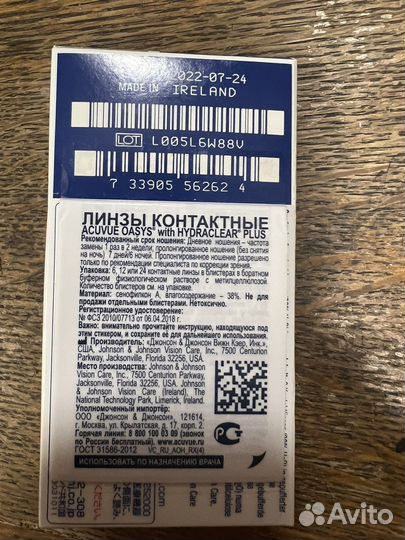 2022-07-24
MADE IN IRELAND
LOT L005L6W88V
7 33905 56262 4
ЛИНЗЫ КОНТАКТНЫЕ
ACUVUE OASYS® with HYDRACLEAR® PLUS
Рекомендованный срок ношения: Дневное ношения – частота
замены 1 раз в 2 недели; пролонгированное ношение (без снятия
на ночь) 7 дней/6 ночей. Пролонгированное ношение разрешено
только по рекомендации специалиста по коррекции зрения.
Упаковка: 6, 12 или 24 контактные линзы в блистерах в боратном
буферном физиологическом растворе с метилцеллюлозой.
Количество блистеров см. на упаковке.
Материал: сенофилкон А, влагосодержание – 38%. Не для
продажи отдельными блистерами. Нетоксично.
Регистрационное удостоверение:
№ ФСЗ 2010/07713 от 06.04.2018 г.
Важно: внимательно прочитайте инструкцию, находящуюся под
этим стикером, и сохраните её для дальнейшего использования.
Производитель: «Джонсон & Джонсон Вижн Кэер, Инк.»,
США, Johnson & Johnson Vision Care, Inc., 7500 Centurion
Parkway, Jacksonville, Florida 32256, USA.
Место производства: Johnson & Johnson
Vision Care, Inc., 7500 Centurion Parkway,
Jacksonville, Florida 32256, USA, Johnson &
Johnson Vision Care (Ireland), The
National Technology Park, Limerick, Ireland.
Уполномоченный импортёр:
ООО «Джонсон & Джонсон», 121614,
г. Москва, ул. Крылатская, д. 17, корп. 2.
Горячая линия: 8 800 100 03 09 (звонок по
России бесплатный), www.acuvue.ru.
ГОСТ 31586-2012 VC_RU_AOH_RX(4)
ИСПОЛЬЗОВАТЬ ПО НАЗНАЧЕНИЮ ВРАЧА
Avito